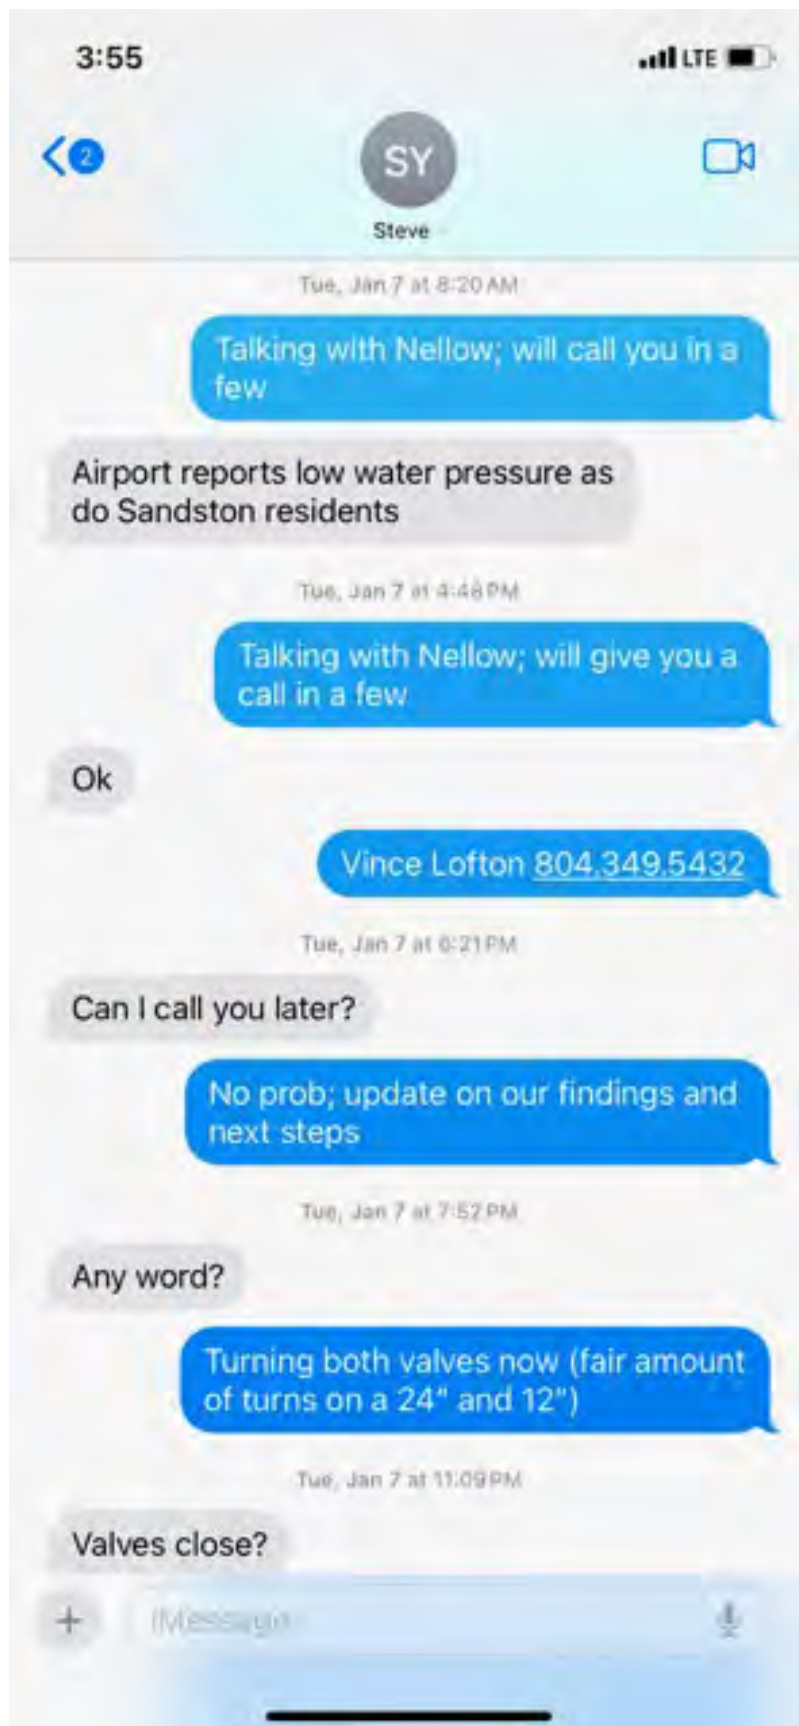 3:55
LTE
2
SY
Steve
Tue, Jan 7 at 8:20 AM
Talking with Nellow; will call you in a
few
Airport reports low water pressure as
do Sandston residents
Tue, Jan 7 at 4:48 PM
Talking with Nellow; will give you a
call in a few
Ok
Vince Lofton 804.349.5432
Tue, Jan 7 at 6:21 PM
Can I call you later?
No prob; update on our findings and
next steps
Tue, Jan 7 at 7:52 PM
Any word?
Turning both valves now (fair amount
of turns on a 24" and 12")
Tue, Jan 7 at 11:09 PM
Valves close?
+
iMessage